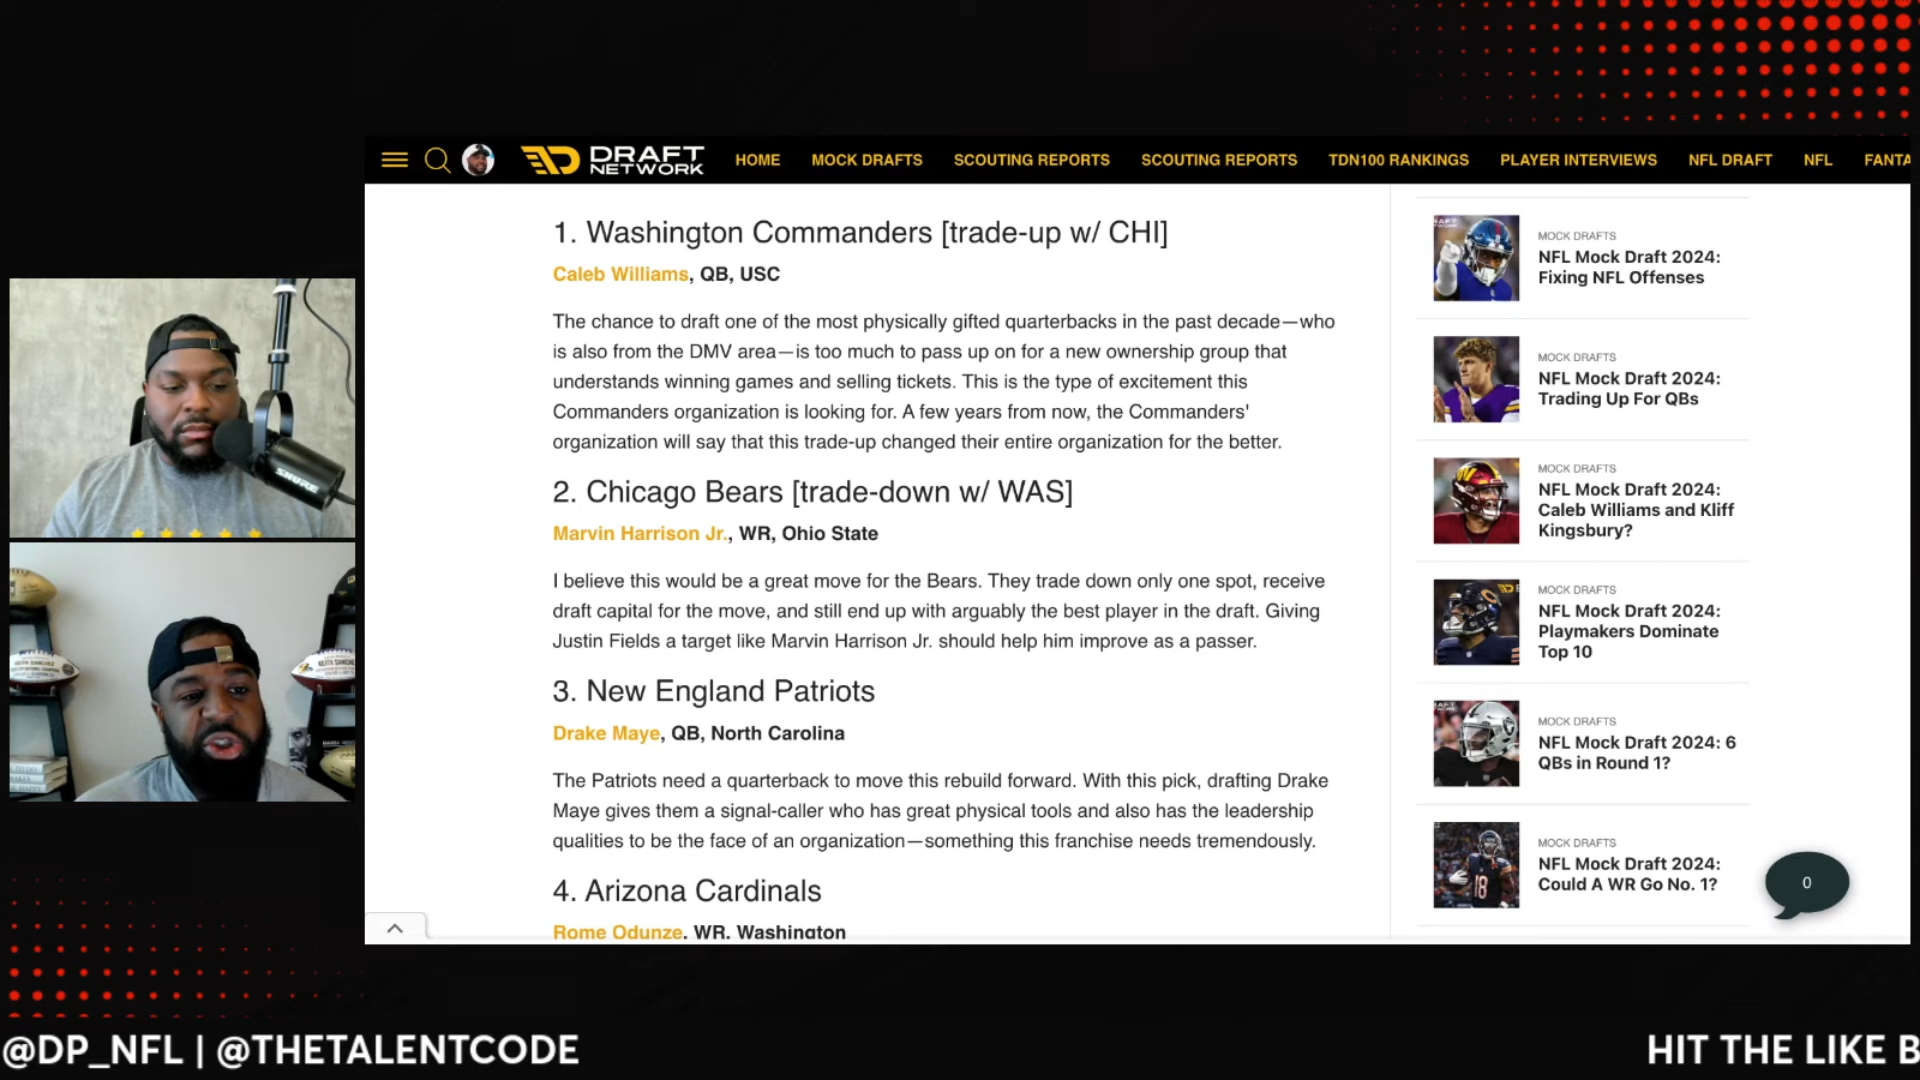 DRAFT
NETWORK
HOME
MOCK DRAFTS
SCOUTING REPORTS
SCOUTING REPORTS
TDN100 RANKINGS
PLAYER INTERVIEWS
NFL DRAFT
NFL
FANTA
1. Washington Commanders [trade-up w/ CHI]
Caleb Williams, QB, USC
The chance to draft one of the most physically gifted quarterbacks in the past decade—who
is also from the DMV area—is too much to pass up on for a new ownership group that
understands winning games and selling tickets. This is the type of excitement this
Commanders organization is looking for. A few years from now, the Commanders'
organization will say that this trade-up changed their entire organization for the better.
2. Chicago Bears [trade-down w/ WAS]
Marvin Harrison Jr., WR, Ohio State
I believe this would be a great move for the Bears. They trade down only one spot, receive
draft capital for the move, and still end up with arguably the best player in the draft. Giving
Justin Fields a target like Marvin Harrison Jr. should help him improve as a passer.
3. New England Patriots
Drake Maye, QB, North Carolina
The Patriots need a quarterback to move this rebuild forward. With this pick, drafting Drake
Maye gives them a signal-caller who has great physical tools and also has the leadership
qualities to be the face of an organization—something this franchise needs tremendously.
4. Arizona Cardinals
Rome Odunze, WR, Washington
MOCK DRAFTS
NFL Mock Draft 2024:
Fixing NFL Offenses
MOCK DRAFTS
NFL Mock Draft 2024:
Trading Up For QBs
MOCK DRAFTS
NFL Mock Draft 2024:
Caleb Williams and Kliff
Kingsbury?
MOCK DRAFTS
NFL Mock Draft 2024:
Playmakers Dominate
Top 10
MOCK DRAFTS
NFL Mock Draft 2024: 6
QBs in Round 1?
MOCK DRAFTS
NFL Mock Draft 2024:
Could A WR Go No. 1?
18
0
SHURE
KEITH SANCHEZ
@DP_NFL | @THETALENTCODE
HIT THE LIKE B